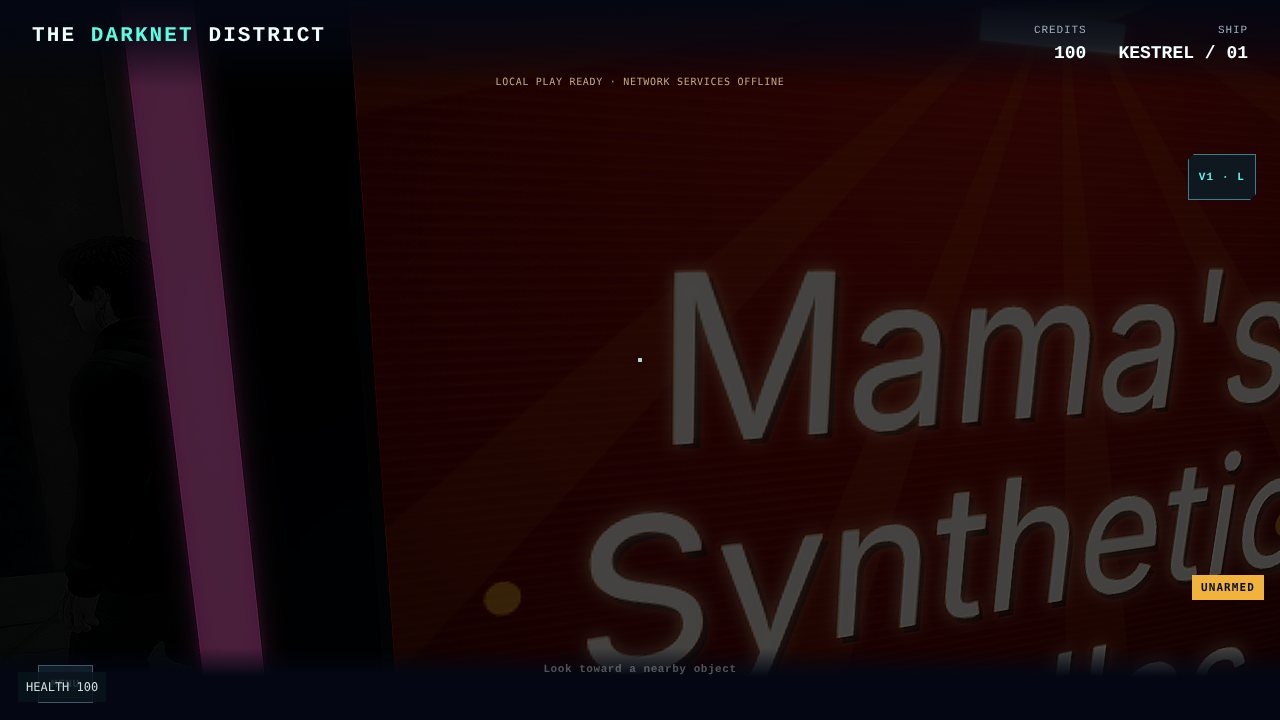 THE DARKNET DISTRICT
CREDITS
100
SHIP
KESTREL / 01
LOCAL PLAY READY · NETWORK SERVICES OFFLINE
V1 · L
Mama's
Synthetic
UNARMED
Look toward a nearby object
HEALTH 100